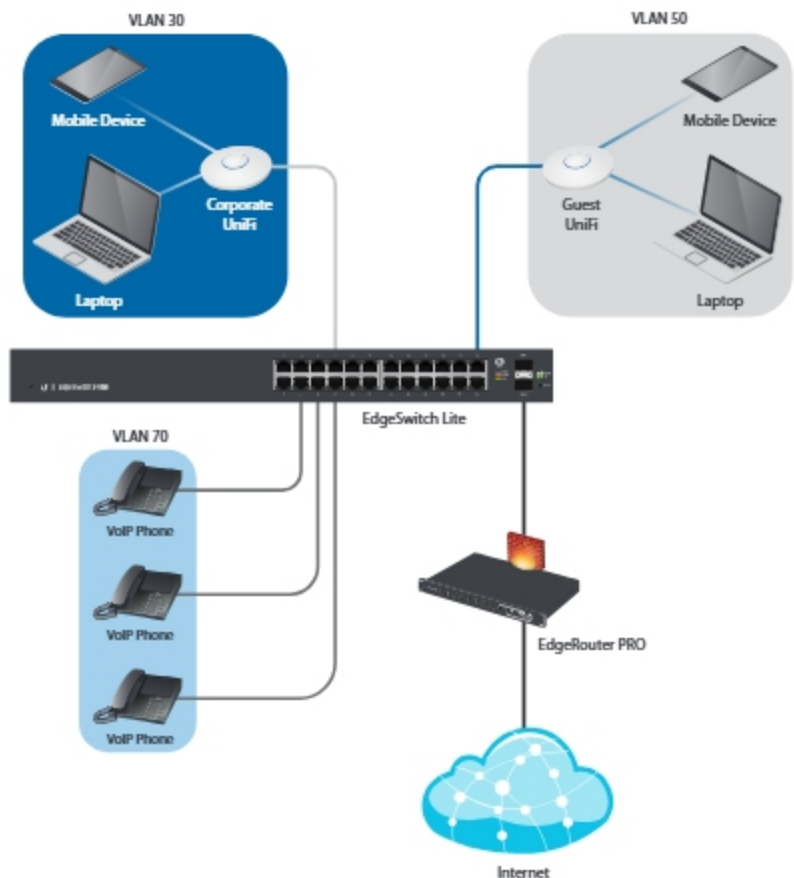 VLAN 30
VLAN 50
Mobile Device
Mobile Device
Corporate
UniFi
Guest
UniFi
Laptop
Laptop
EdgeSwitch Lite
VLAN 70
VoIP Phone
VoIP Phone
VoIP Phone
EdgeRouter PRO
Internet